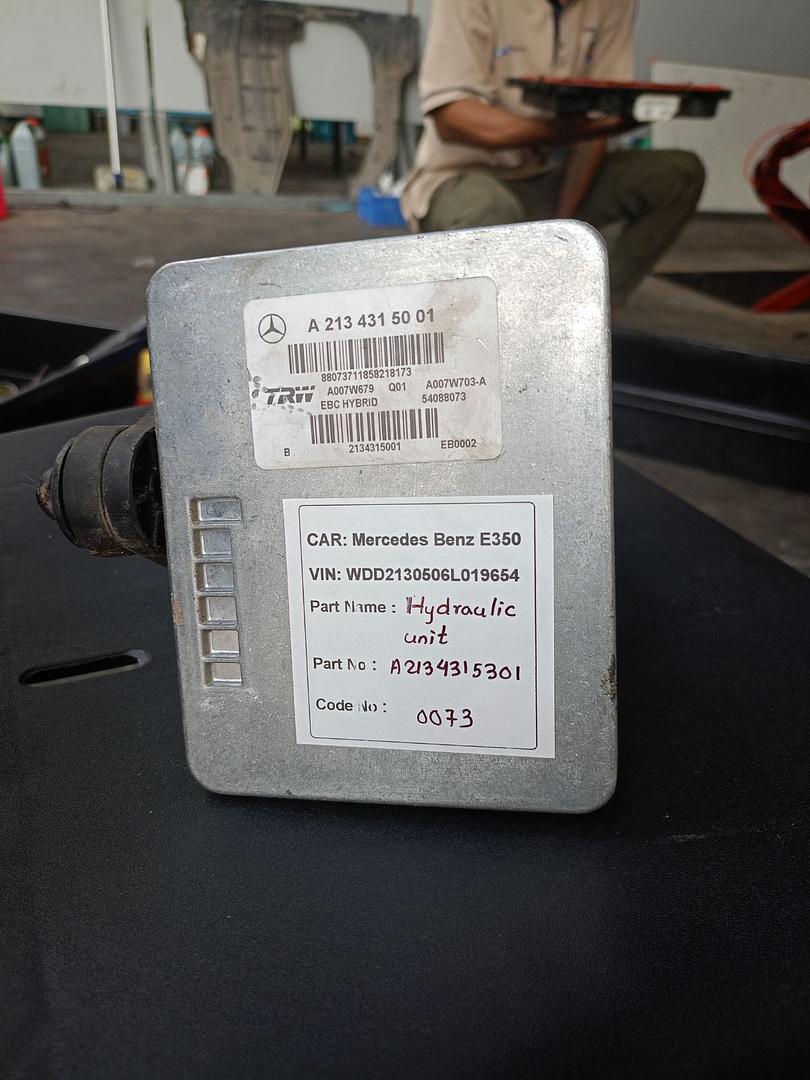 A 213 431 50 01
88073711858218173
TRW A007W679 Q01 A007W703-A
EBC HYBRID 54088073
B 2134315001 EB0002
CAR: Mercedes Benz E350
VIN: WDD2130506L019654
Part Name : Hydraulic
unit
Part No : A2134315301
Code No : 0073